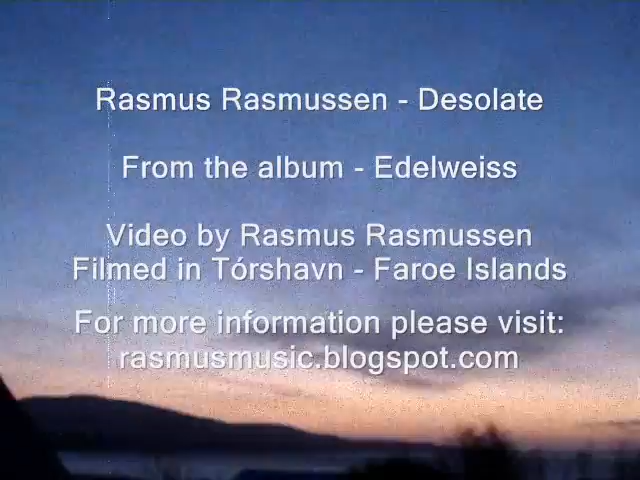 Rasmus Rasmussen - Desolate
From the album - Edelweiss
Video by Rasmus Rasmussen
Filmed in Tórshavn - Faroe Islands
For more information please visit:
rasmusmusic.blogspot.com